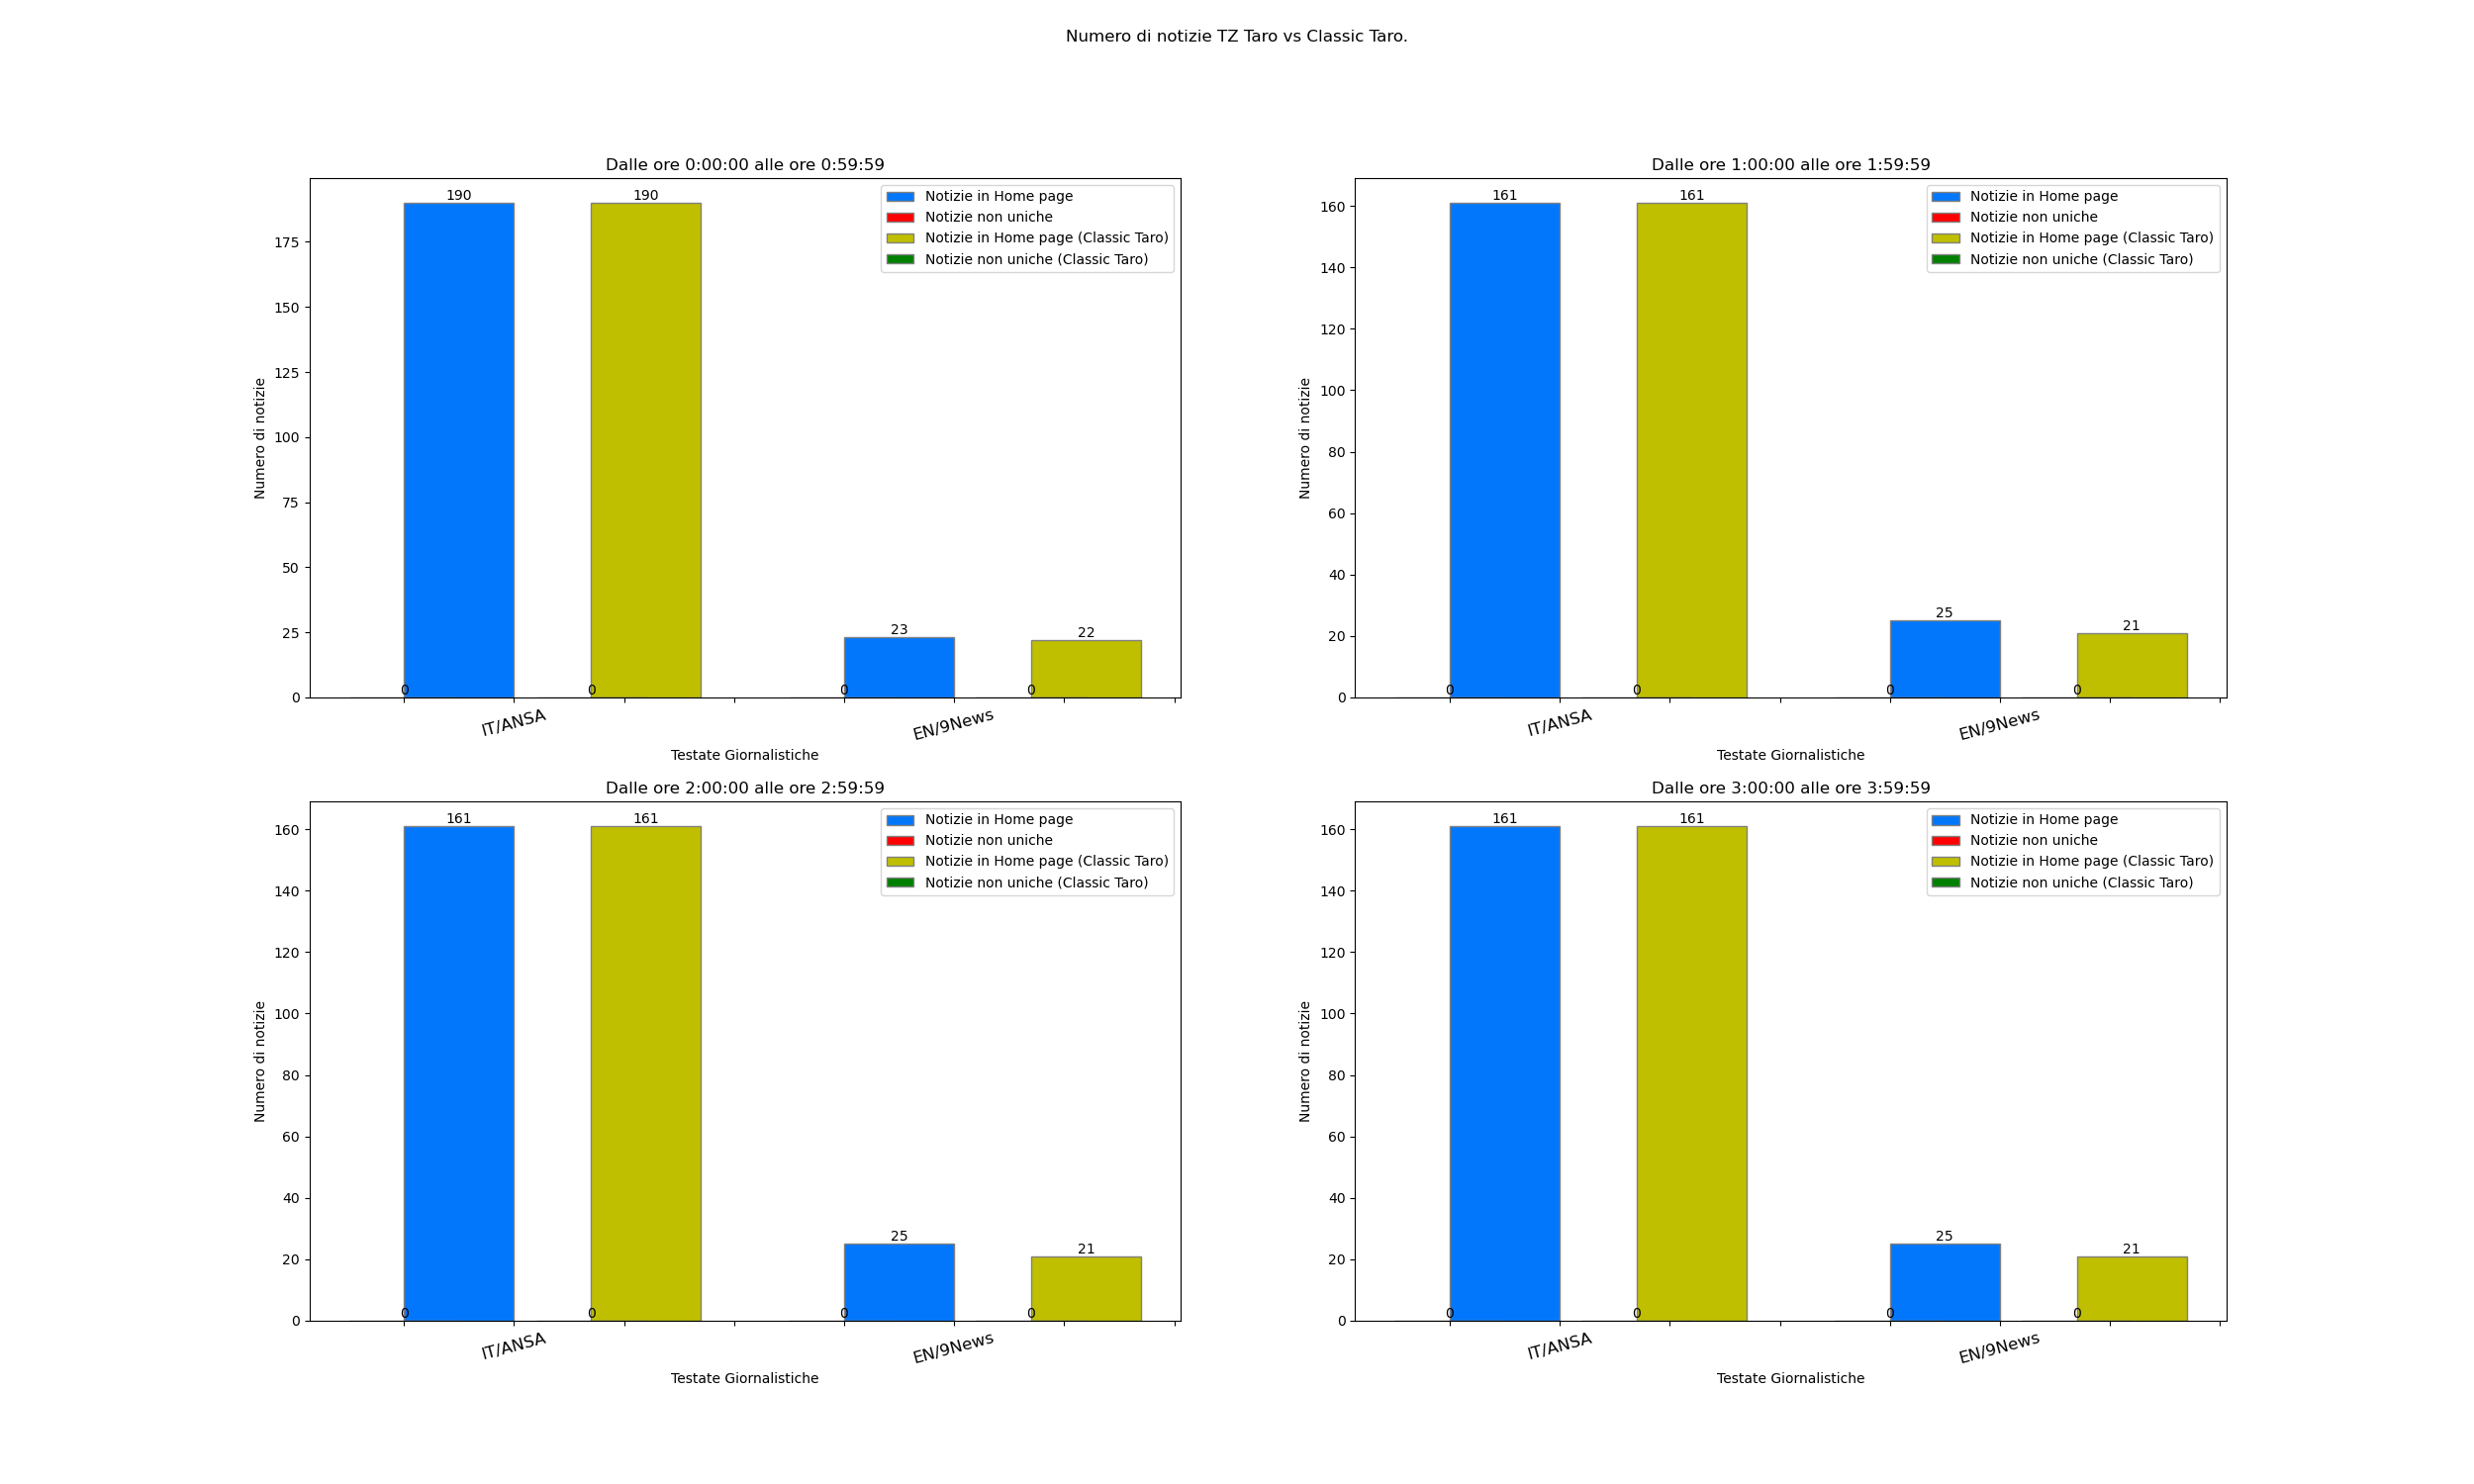 Numero di notizie TZ Taro vs Classic Taro.
Dalle ore 0:00:00 alle ore 0:59:59
190
190
Notizie in Home page
Notizie non uniche
Notizie in Home page (Classic Taro)
Notizie non uniche (Classic Taro)
175
150
125
100
75
50
25
0
Numero di notizie
23
22
0
0
0
0
IT/ANSA
EN/9News
Testate Giornalistiche
Dalle ore 1:00:00 alle ore 1:59:59
161
161
Notizie in Home page
Notizie non uniche
Notizie in Home page (Classic Taro)
Notizie non uniche (Classic Taro)
160
140
120
100
80
60
40
20
0
Numero di notizie
25
21
0
0
0
0
IT/ANSA
EN/9News
Testate Giornalistiche
Dalle ore 2:00:00 alle ore 2:59:59
161
161
Notizie in Home page
Notizie non uniche
Notizie in Home page (Classic Taro)
Notizie non uniche (Classic Taro)
160
140
120
100
80
60
40
20
0
Numero di notizie
25
21
0
0
0
0
IT/ANSA
EN/9News
Testate Giornalistiche
Dalle ore 3:00:00 alle ore 3:59:59
161
161
Notizie in Home page
Notizie non uniche
Notizie in Home page (Classic Taro)
Notizie non uniche (Classic Taro)
160
140
120
100
80
60
40
20
0
Numero di notizie
25
21
0
0
0
0
IT/ANSA
EN/9News
Testate Giornalistiche